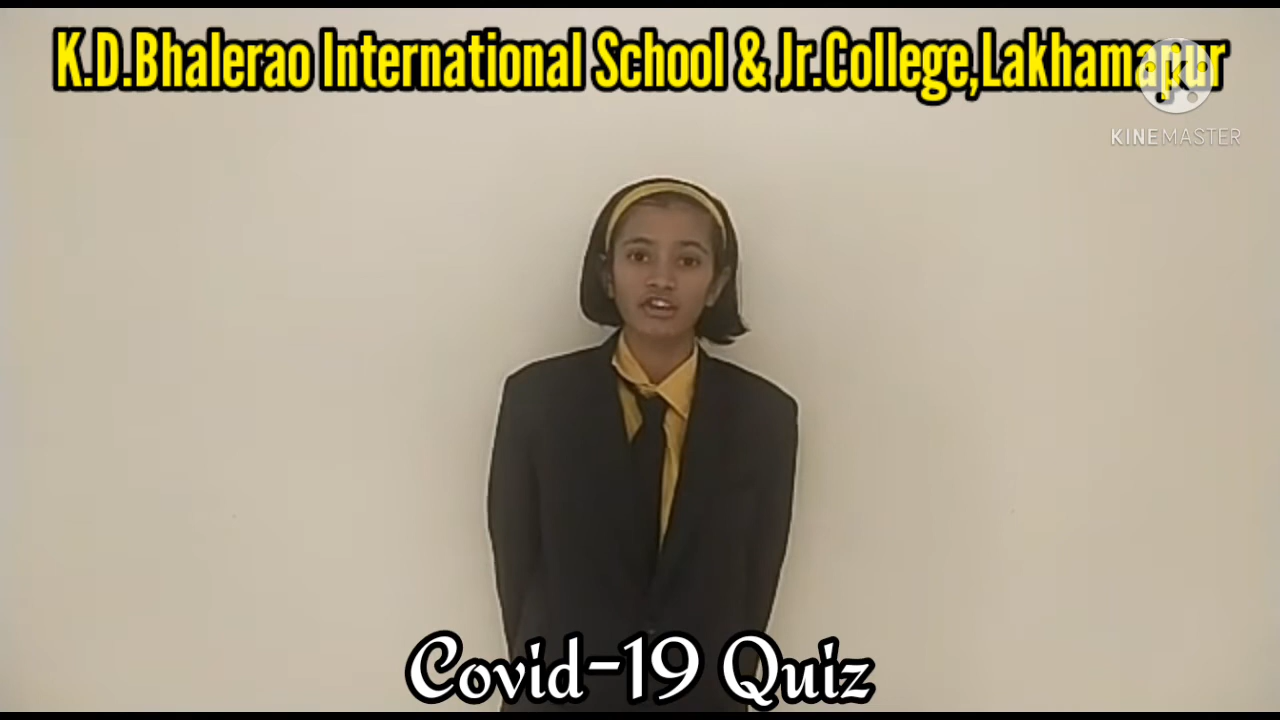 K.D.Bhalerao International School & Jr.College,Lakhamapur
KINEMASTER
Covid-19 Quiz